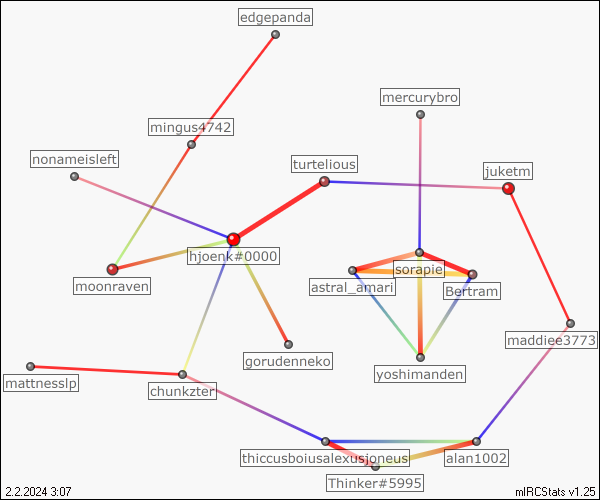 edgepanda
mercurybro
mingus4742
nonameisleft
turtelious
juketm
hjoenk#0000
sorapie
moonraven
astral_amari
Bertram
maddiee3773
gorudenneko
yoshimanden
mattnesslp
chunkzter
thiccusboiusalexusioneus
alan1002
Thinker#5995
2.2.2024 3:07
mIRCStats v1.25